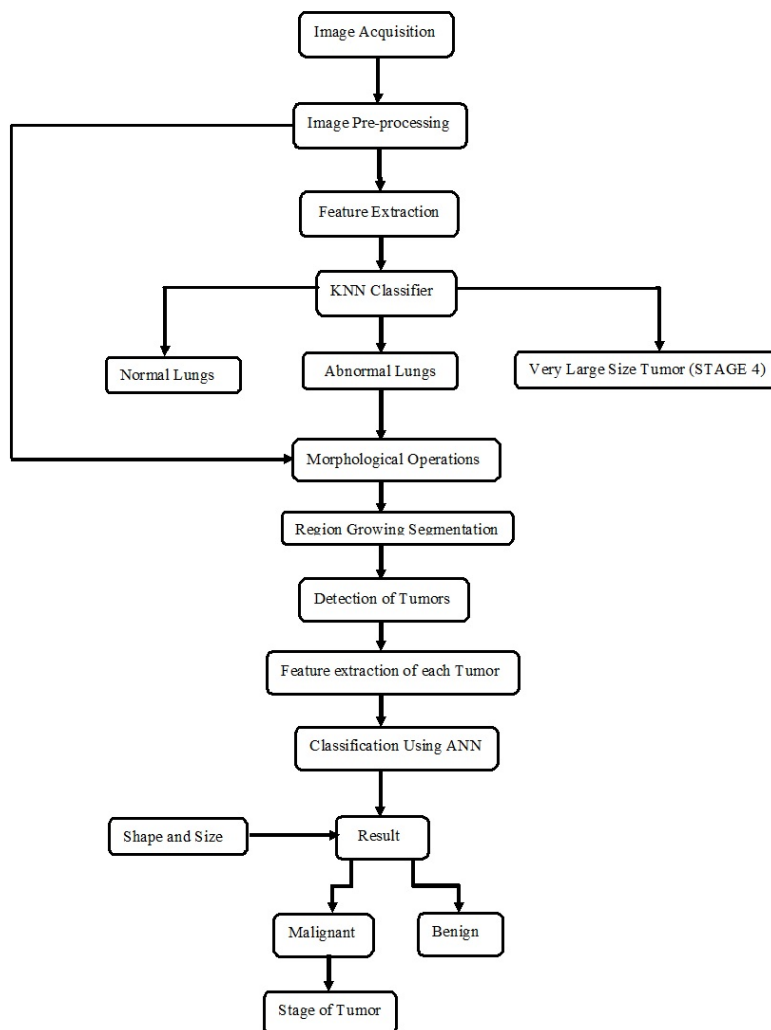 Image Acquisition
Image Pre-processing
Feature Extraction
KNN Classifier
Normal Lungs
Abnormal Lungs
Very Large Size Tumor (STAGE 4)
Morphological Operations
Region Growing Segmentation
Detection of Tumors
Feature extraction of each Tumor
Classification Using ANN
Shape and Size
Result
Malignant
Benign
Stage of Tumor